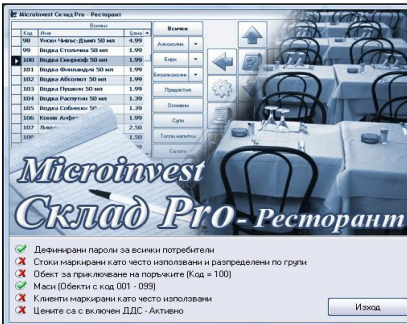 Microinvest Склад Pro - Ресторант
Всички
Код Име Цена
98 Уиски Чивъс-Дъмп 50 мл 4.99
99 Водка Столична 50 мл 1.99
100 Водка Смирноф 50 мл 1.99
101 Водка Финландия 50 мл 1.99
102 Водка Абсолют 50 мл 1.99
103 Водка Пушкин 50 мл 1.99
104 Водка Распутин 50 мл 1.39
105 Водка Собиески 50 1.39
106 Коняк 1.99
107 2.50
108 1.50
Всички
Алкохолни
Бири
Безалкохолни
Предястия
Основни
Супи
Топли напитки
Салати
Microinvest
Склад Pro - Ресторант
Дефинирани пароли за всички потребители
Стоки маркирани като често използвани и разпределени по групи
Обект за приключване на поръчките (Код = 100)
Маси (Обекти с код 001 - 099)
Клиенти маркирани като често използвани
Цените са с включен ДДС - Активно
Изход